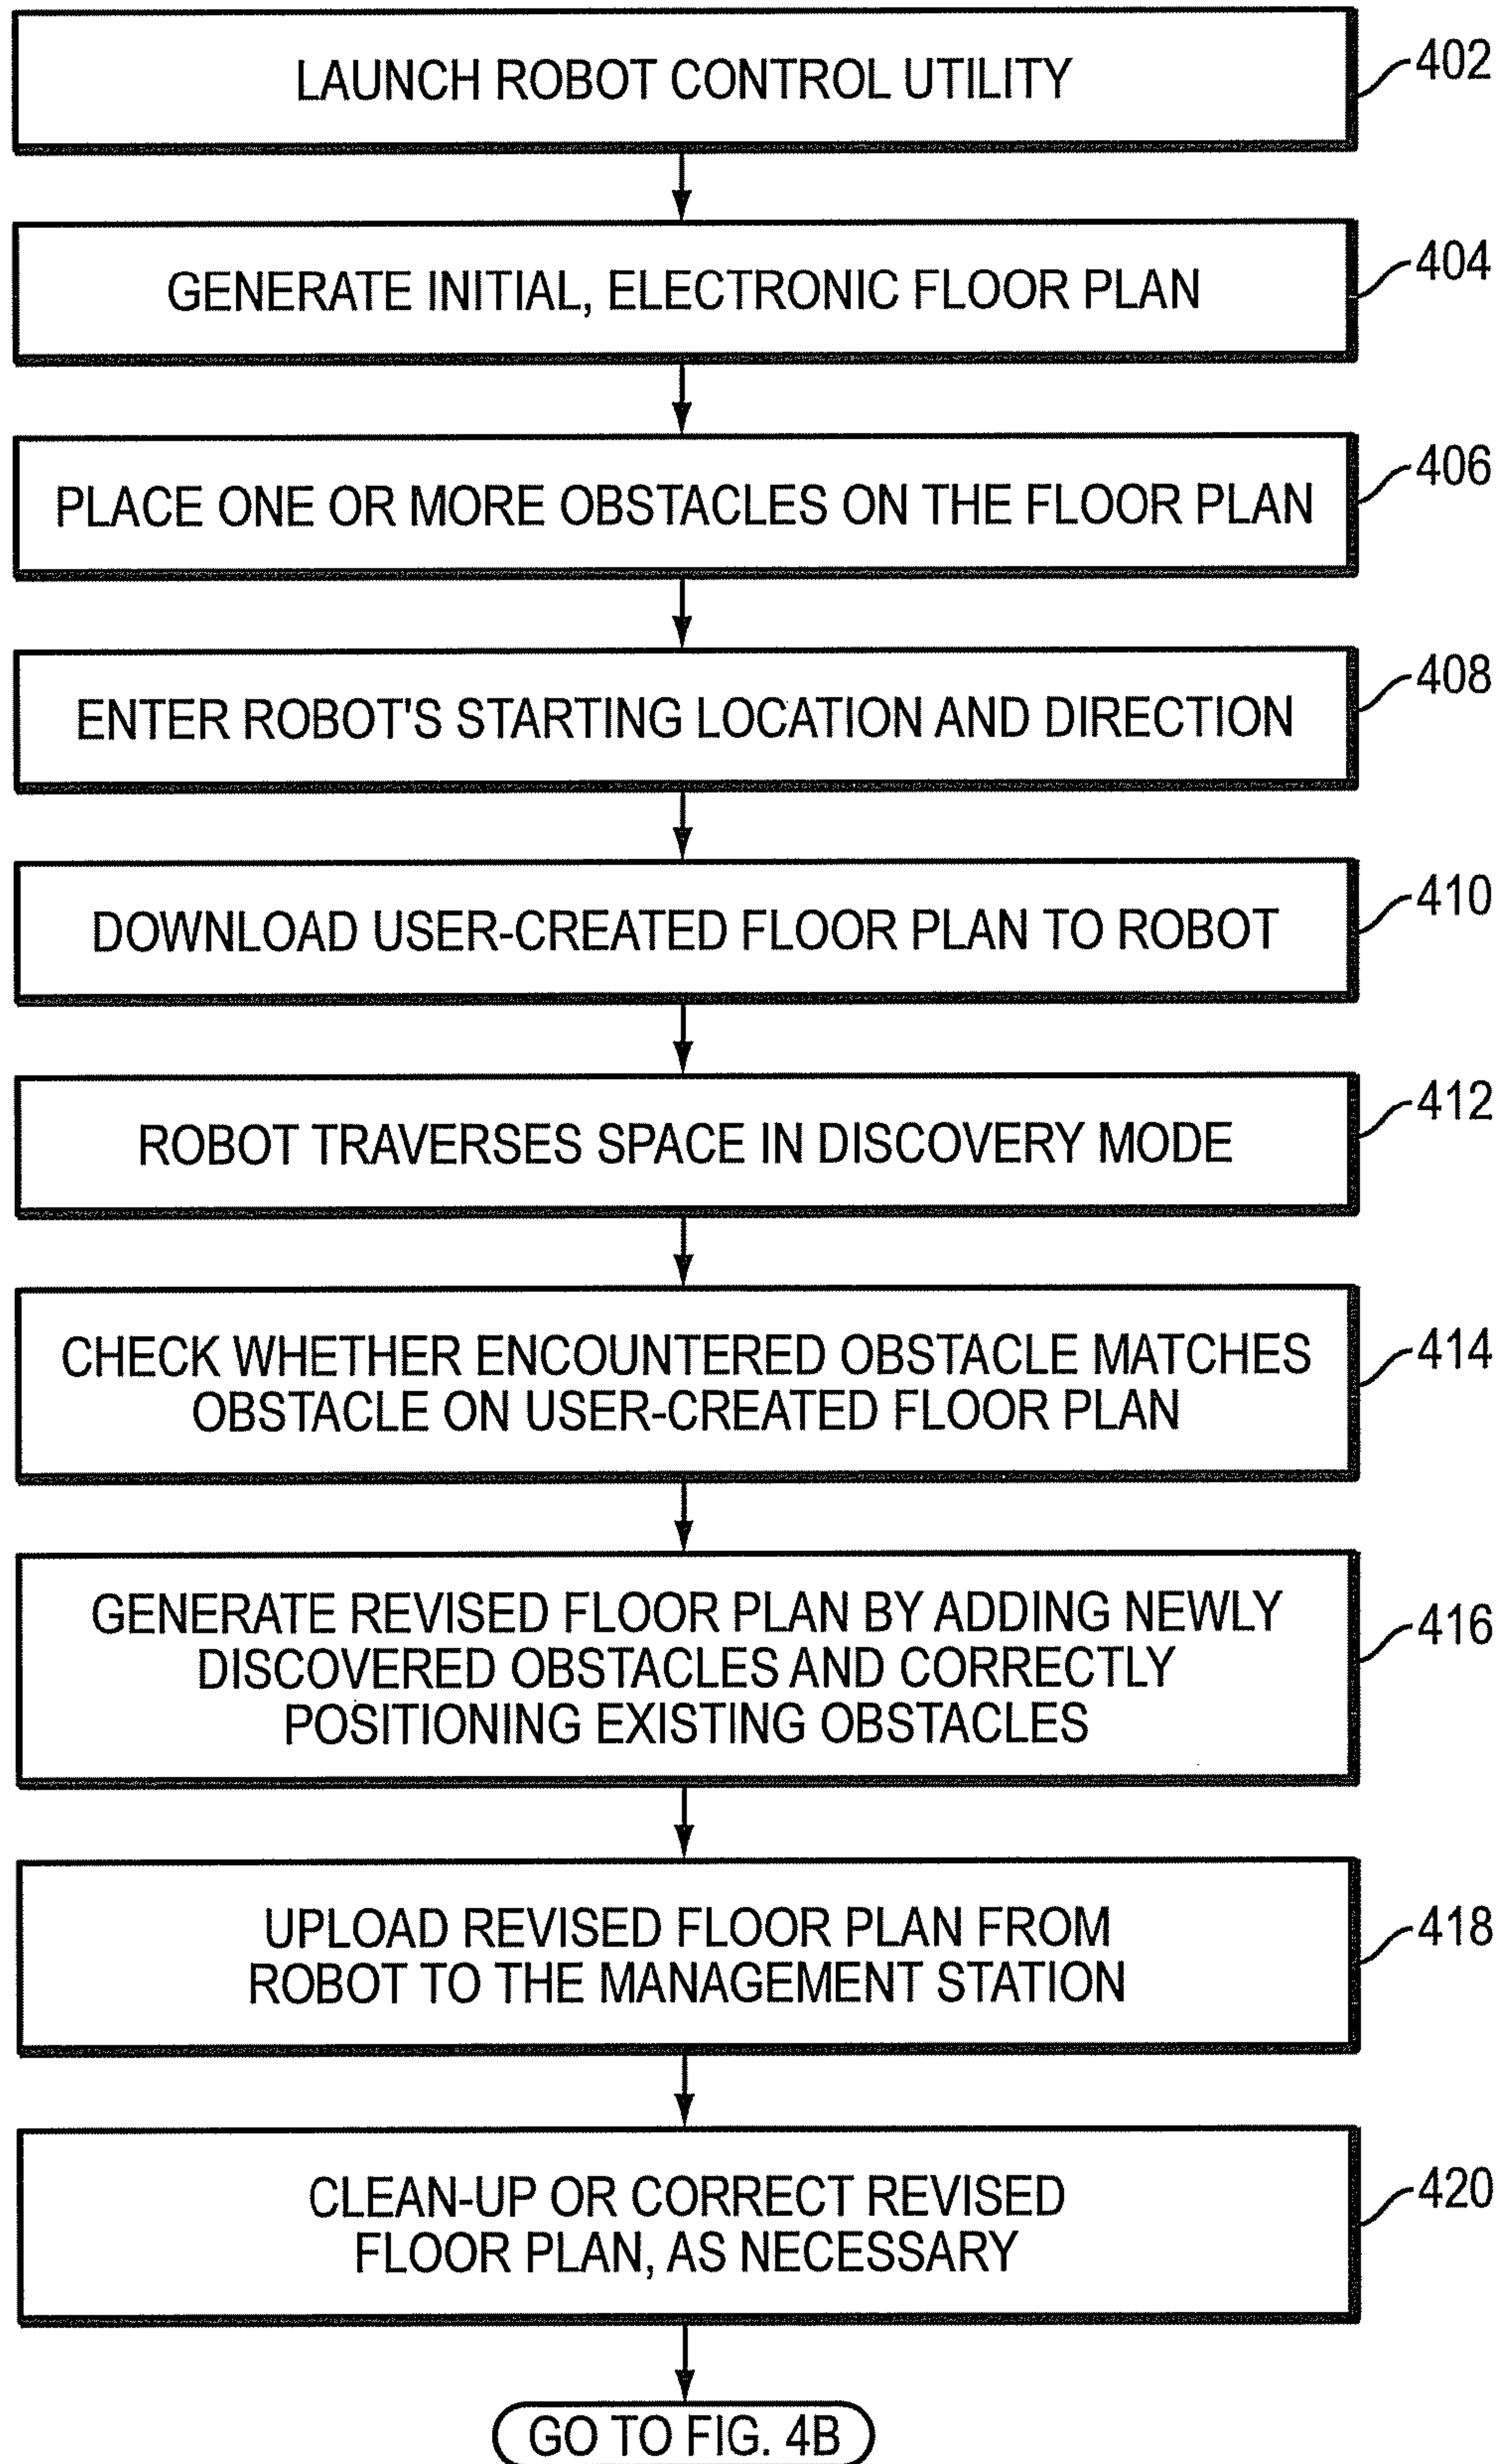 LAUNCH ROBOT CONTROL UTILITY
402
GENERATE INITIAL, ELECTRONIC FLOOR PLAN
404
PLACE ONE OR MORE OBSTACLES ON THE FLOOR PLAN
406
ENTER ROBOT'S STARTING LOCATION AND DIRECTION
408
DOWNLOAD USER-CREATED FLOOR PLAN TO ROBOT
410
ROBOT TRAVERSES SPACE IN DISCOVERY MODE
412
CHECK WHETHER ENCOUNTERED OBSTACLE MATCHES
OBSTACLE ON USER-CREATED FLOOR PLAN
414
GENERATE REVISED FLOOR PLAN BY ADDING NEWLY
DISCOVERED OBSTACLES AND CORRECTLY
POSITIONING EXISTING OBSTACLES
416
UPLOAD REVISED FLOOR PLAN FROM
ROBOT TO THE MANAGEMENT STATION
418
CLEAN-UP OR CORRECT REVISED
FLOOR PLAN, AS NECESSARY
420
GO TO FIG. 4B